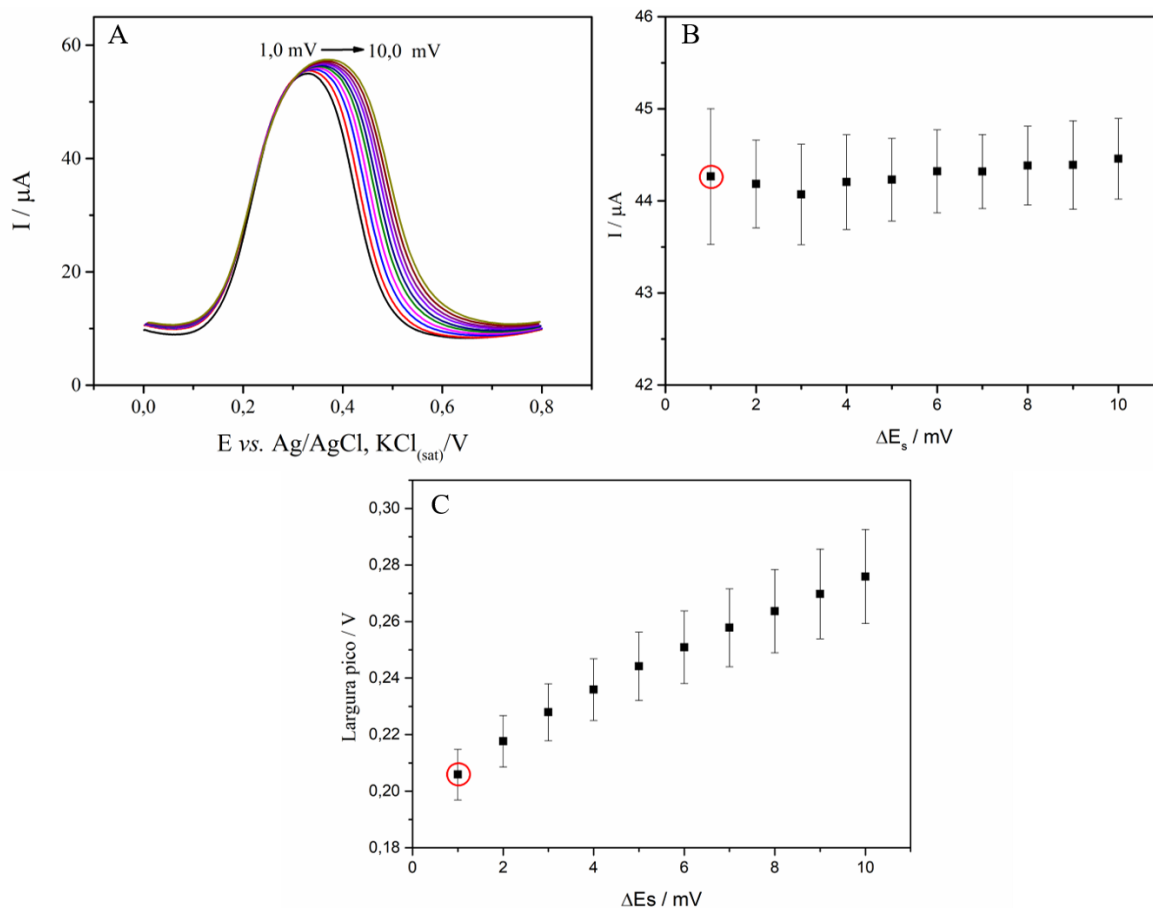 A
1,0 mV 10,0 mV
60
40
20
0
I / µA
0,0 0,2 0,4 0,6 0,8
E vs. Ag/AgCl, KCl(sat)/V
B
46
45
44
43
42
I / µA
0 2 4 6 8 10
ΔEs / mV
C
0,30
0,28
0,26
0,24
0,22
0,20
0,18
Largura pico / V
0 2 4 6 8 10
ΔEs / mV